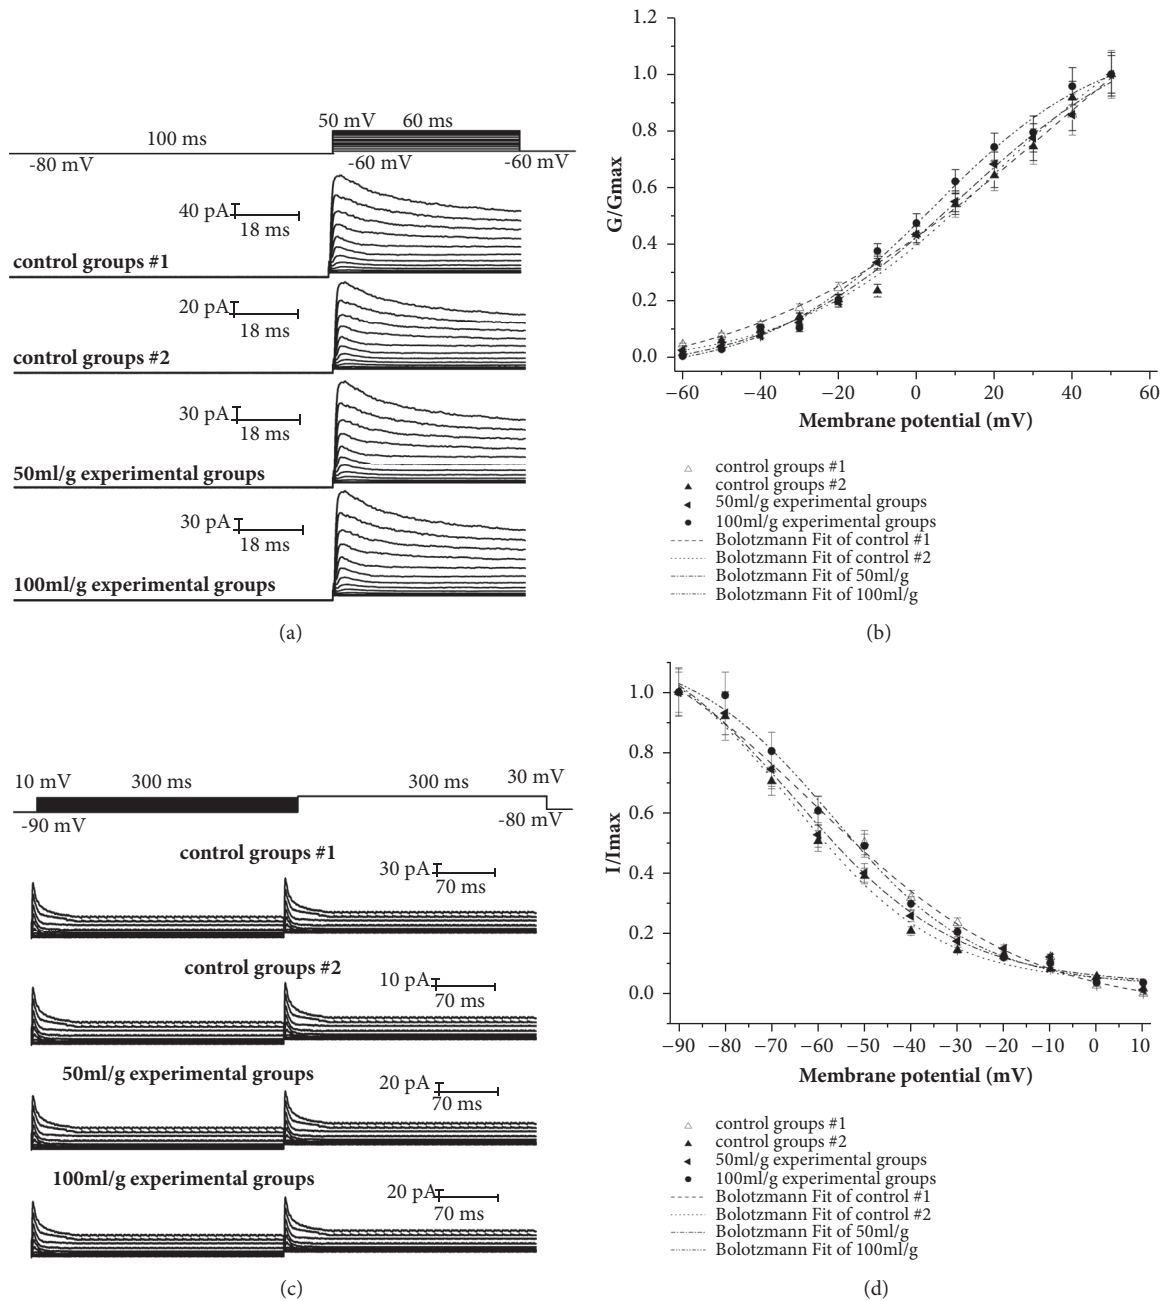 50 mV 60 ms
100 ms
-80 mV -60 mV -60 mV
40 pA
18 ms
control groups #1
20 pA
18 ms
control groups #2
30 pA
18 ms
50ml/g experimental groups
30 pA
18 ms
100ml/g experimental groups
(a)
1.2
1.0
0.8
0.6
0.4
0.2
0.0
G/Gmax
−60 −40 −20 0 20 40 60
Membrane potential (mV)
control groups #1
control groups #2
50ml/g experimental groups
100ml/g experimental groups
Bolotzmann Fit of control #1
Bolotzmann Fit of control #2
Bolotzmann Fit of 50ml/g
Bolotzmann Fit of 100ml/g
(b)
10 mV 300 ms 300 ms 30 mV
-90 mV -80 mV
control groups #1
30 pA
70 ms
control groups #2
10 pA
70 ms
50ml/g experimental groups
20 pA
70 ms
100ml/g experimental groups
20 pA
70 ms
(c)
1.0
0.8
0.6
0.4
0.2
0.0
I/Imax
−90 −80 −70 −60 −50 −40 −30 −20 −10 0 10
Membrane potential (mV)
control groups #1
control groups #2
50ml/g experimental groups
100ml/g experimental groups
Bolotzmann Fit of control #1
Bolotzmann Fit of control #2
Bolotzmann Fit of 50ml/g
Bolotzmann Fit of 100ml/g
(d)